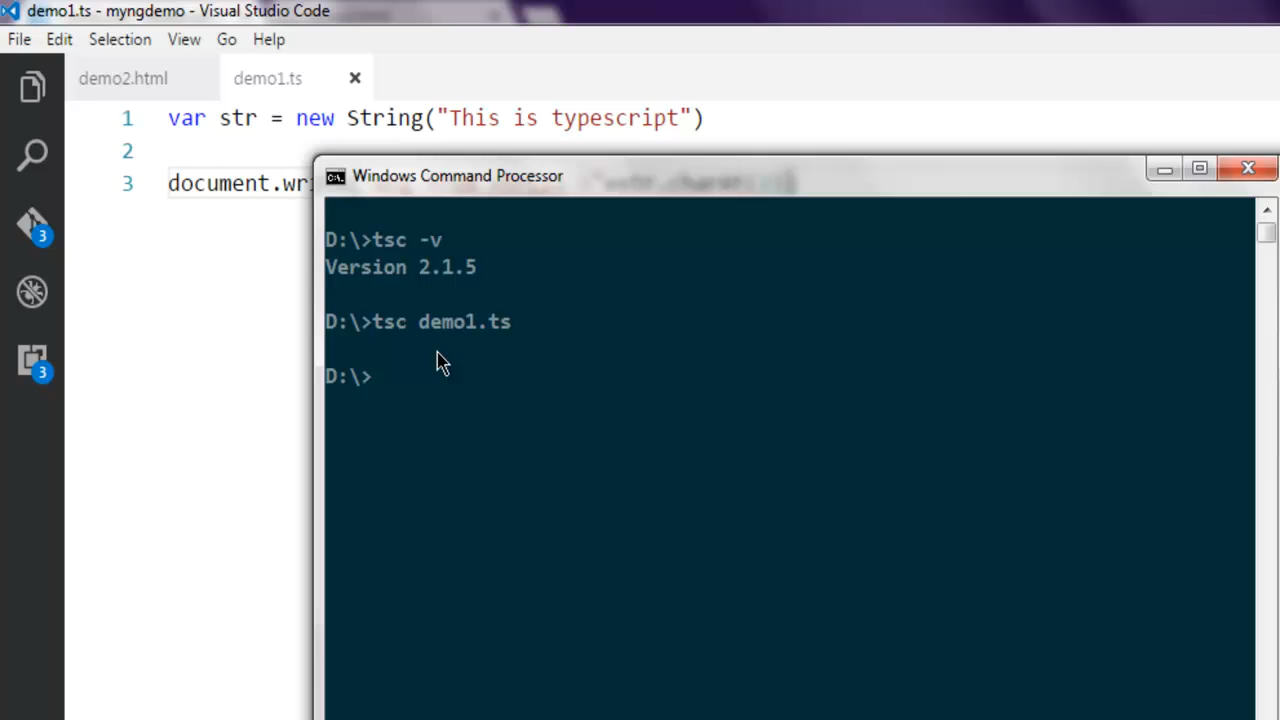 demo1.ts - myngdemo - Visual Studio Code
File Edit Selection View Go Help
demo2.html demo1.ts
1 var str = new String("This is typescript")
2
3 document.wr
Windows Command Processor
D:\>tsc -v
Version 2.1.5
D:\>tsc demo1.ts
D:\>
3
3